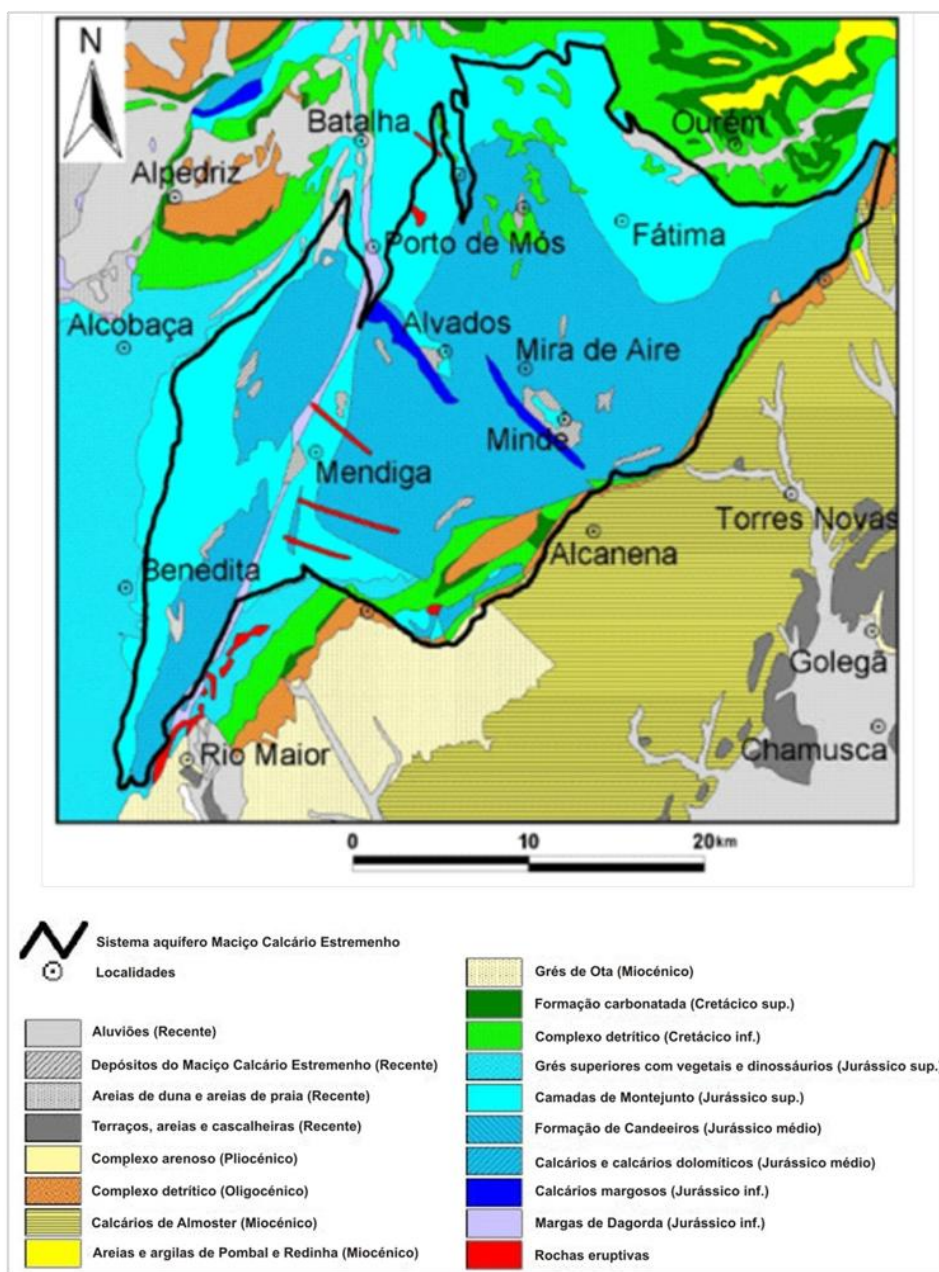 N
Batalha
Ourém
Alpedriz
Fátima
Porto de Mós
Alcobaça
Alvados
Mira de Aire
Minde
Mendiga
Torres Novas
Alcanena
Benedita
Golegã
Chamusca
Rio Maior
0 10 20 km
Sistema aquífero Maciço Calcário Estremenho
Localidades
Aluviões (Recente)
Depósitos do Maciço Calcário Estremenho (Recente)
Areias de duna e areias de praia (Recente)
Terraços, areias e cascalheiras (Recente)
Complexo arenoso (Pliocénico)
Complexo detrítico (Oligocénico)
Calcários de Almoster (Miocénico)
Areias e argilas de Pombal e Redinha (Miocénico)
Grés de Ota (Miocénico)
Formação carbonatada (Cretácico sup.)
Complexo detrítico (Cretácico inf.)
Grés superiores com vegetais e dinossáurios (Jurássico sup.)
Camadas de Montejunto (Jurássico sup.)
Formação de Candeeiros (Jurássico médio)
Calcários e calcários dolomíticos (Jurássico médio)
Calcários margosos (Jurássico inf.)
Margas de Dagorda (Jurássico inf.)
Rochas eruptivas